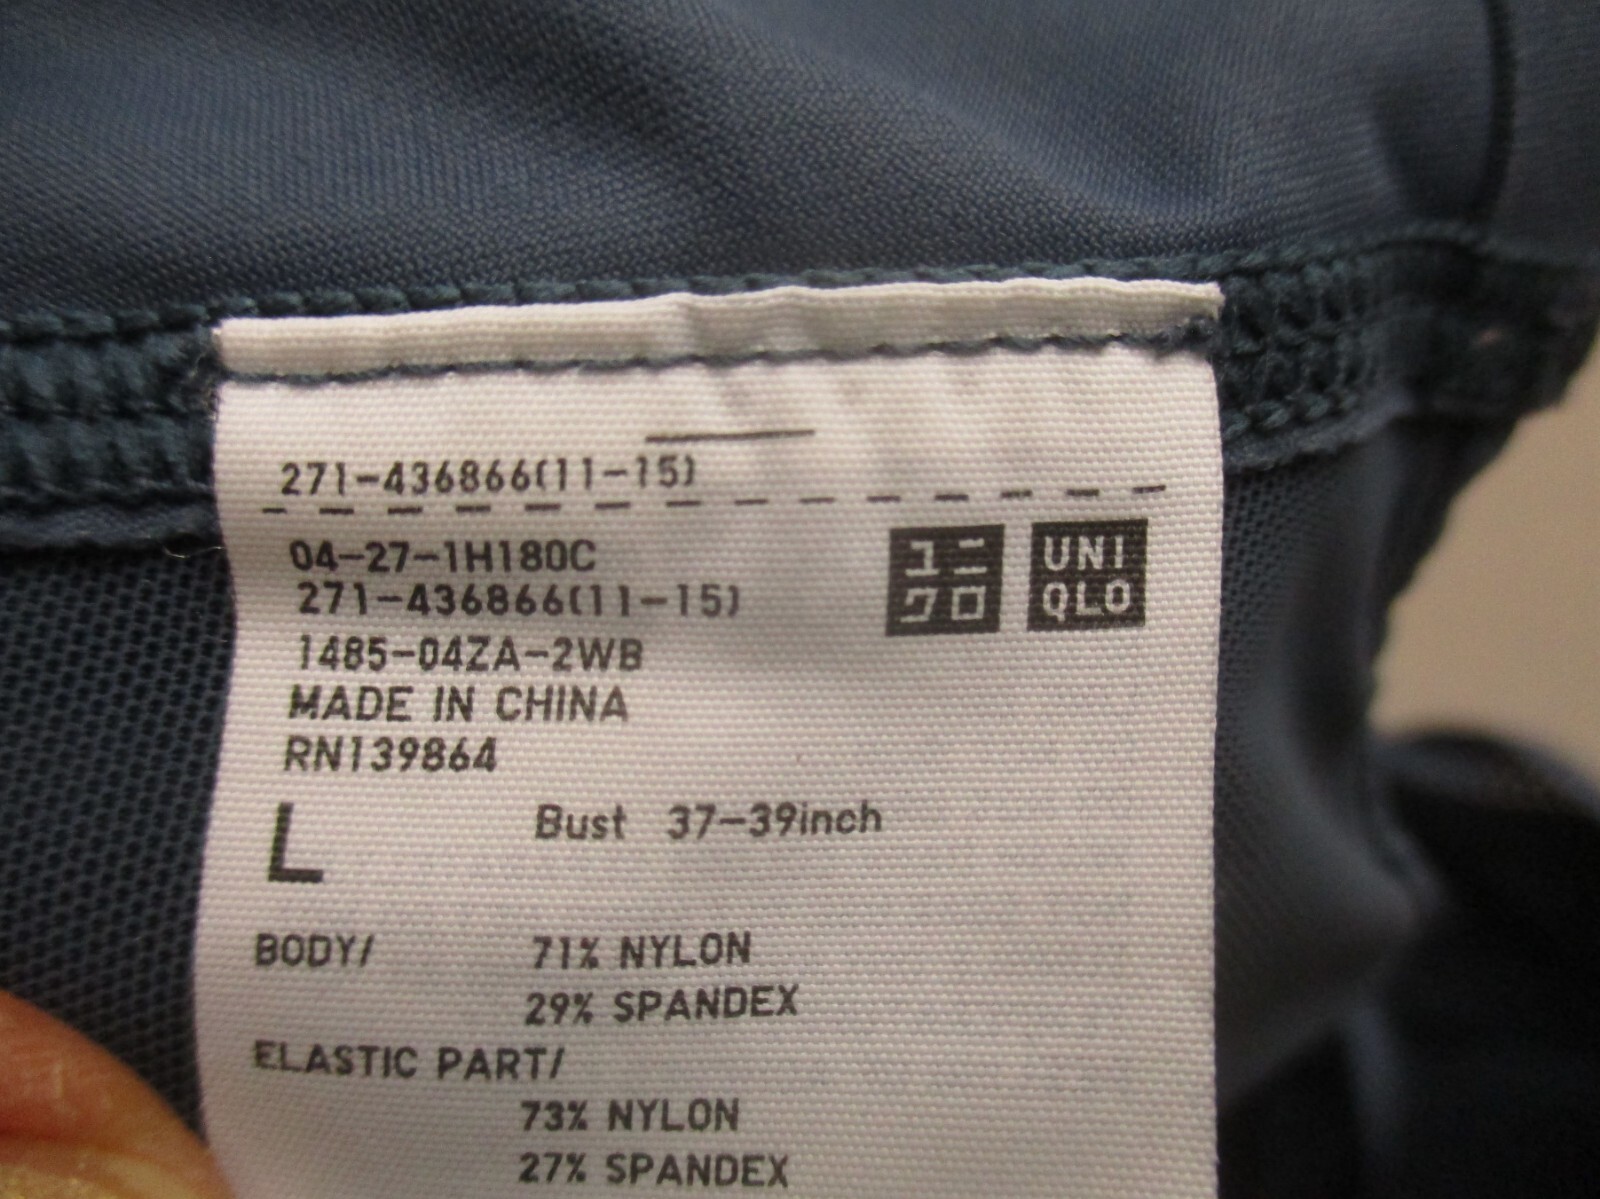 271-436866(11-15)
04-27-1H180C
271-436866(11-15)
1485-04ZA-2WB
MADE IN CHINA
RN139864
ユニ
クロ
UNI
QLO
L Bust 37-39inch
BODY/ 71% NYLON
29% SPANDEX
ELASTIC PART/
73% NYLON
27% SPANDEX